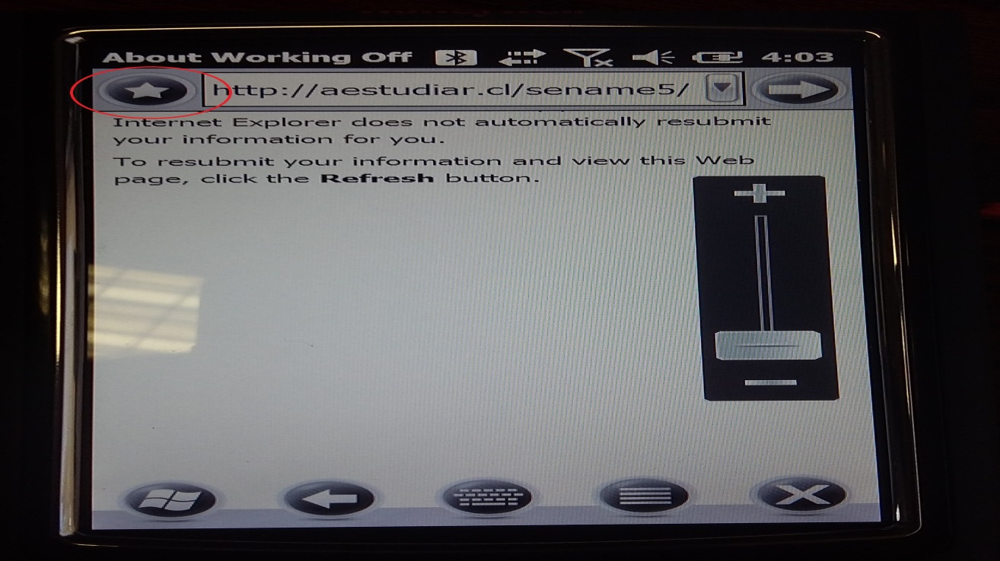 About Working Off 4:03
http://aestudiar.cl/sename5/
Internet Explorer does not automatically resubmit
your information for you.
To resubmit your information and view this Web
page, click the Refresh button.